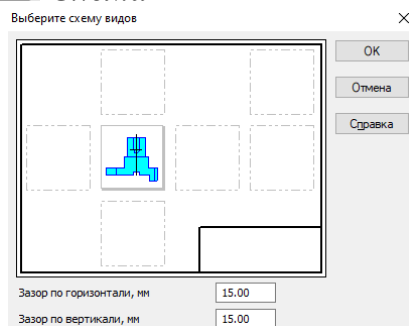 Выберите схему видов
OK
Отмена
Справка
Зазор по горизонтали, мм
15.00
Зазор по вертикали, мм
15.00